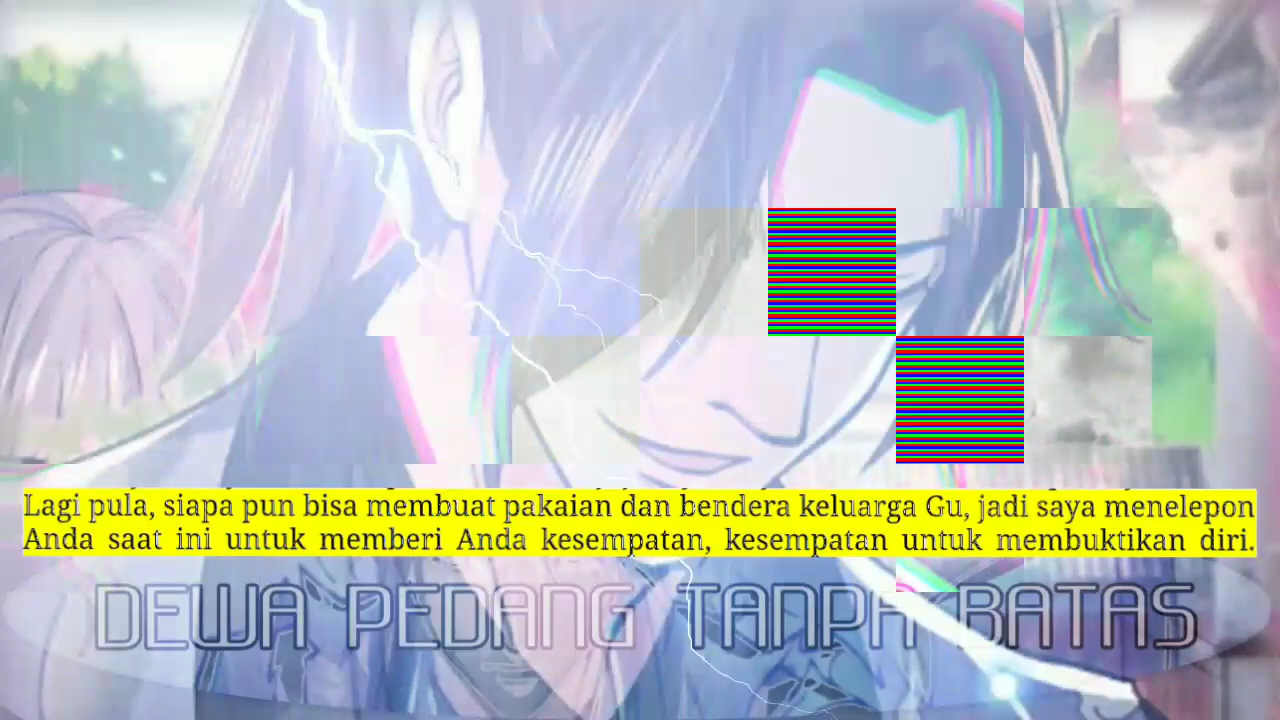 Lagi pula, siapa pun bisa membuat pakaian dan bendera keluarga Gu, jadi saya menelepon
Anda saat ini untuk memberi Anda kesempatan, kesempatan untuk membuktikan diri.
DEWA PEDANG TANPA BATAS